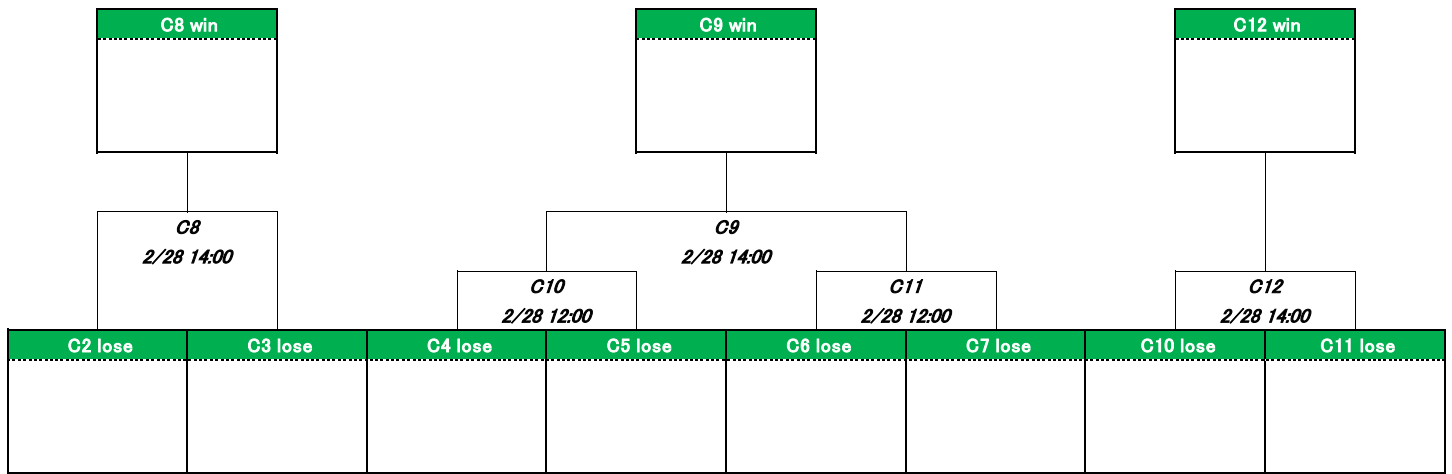 C8 win
C9 win
C12 win
C8
2/28 14:00
C9
2/28 14:00
C10
2/28 12:00
C11
2/28 12:00
C12
2/28 14:00
C2 lose
C3 lose
C4 lose
C5 lose
C6 lose
C7 lose
C10 lose
C11 lose